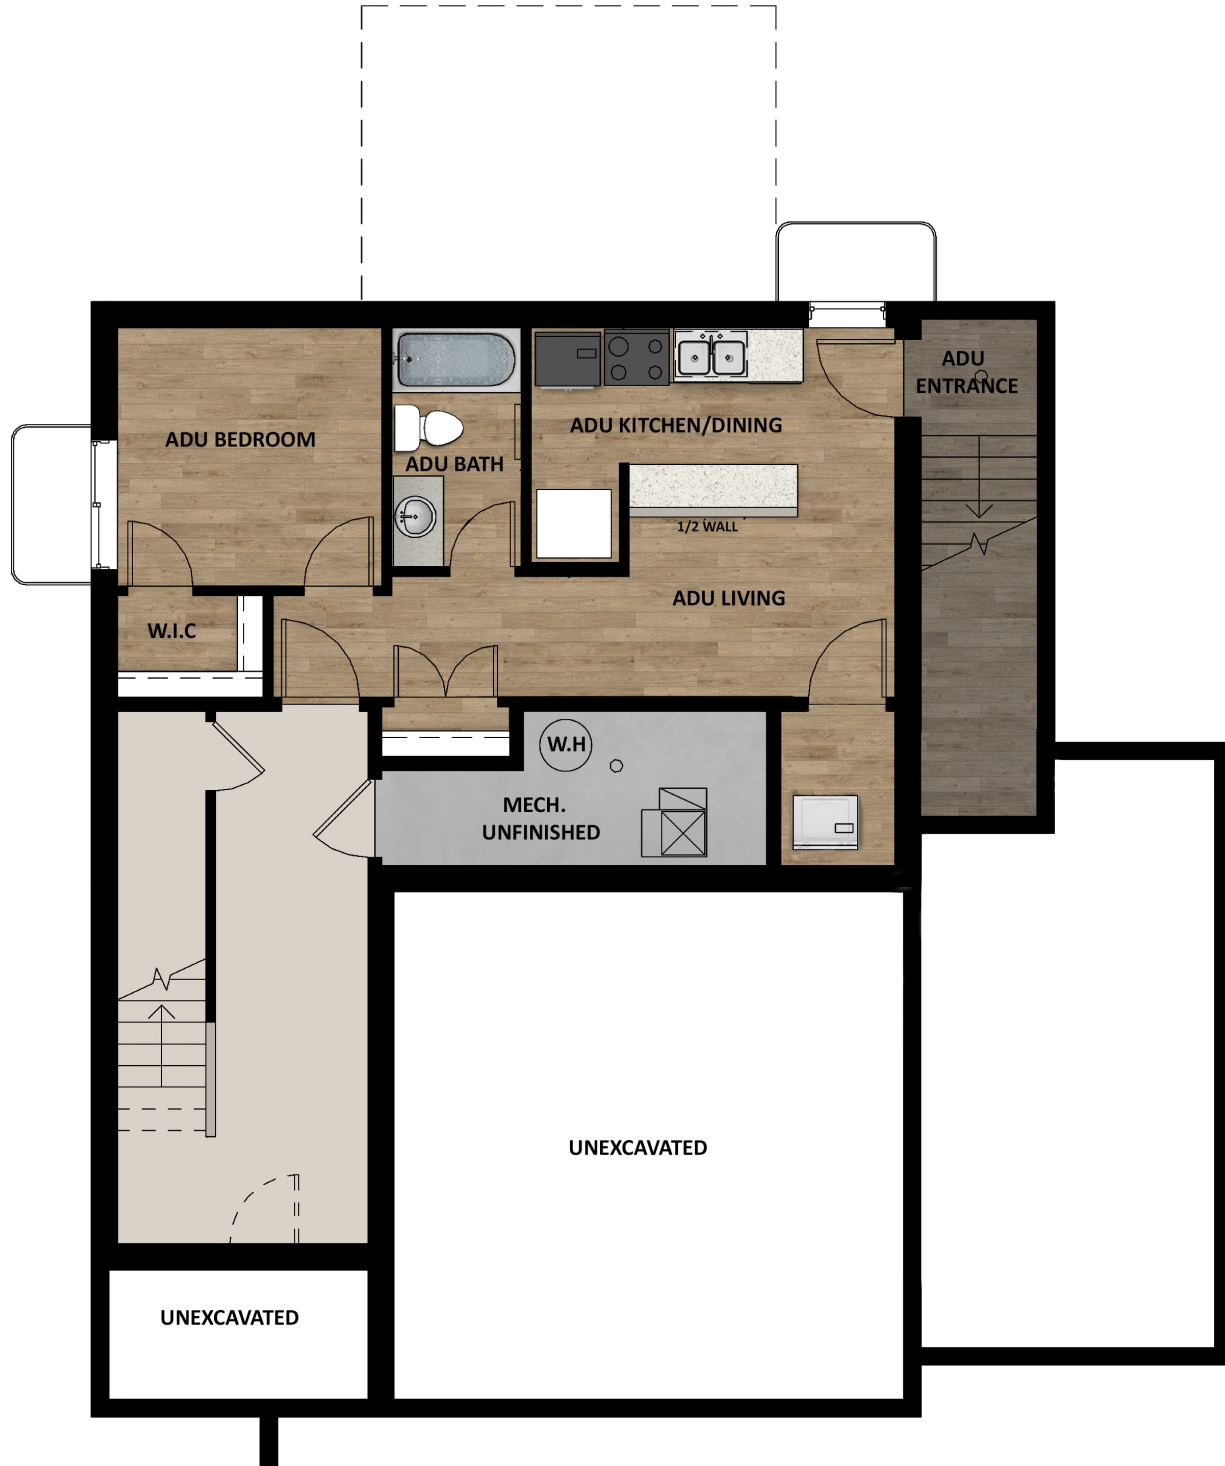 ADU
ENTRANCE
ADU KITCHEN/DINING
ADU BEDROOM
ADU BATH
1/2 WALL
ADU LIVING
W.I.C
W.H
MECH.
UNFINISHED
UNEXCAVATED
UNEXCAVATED